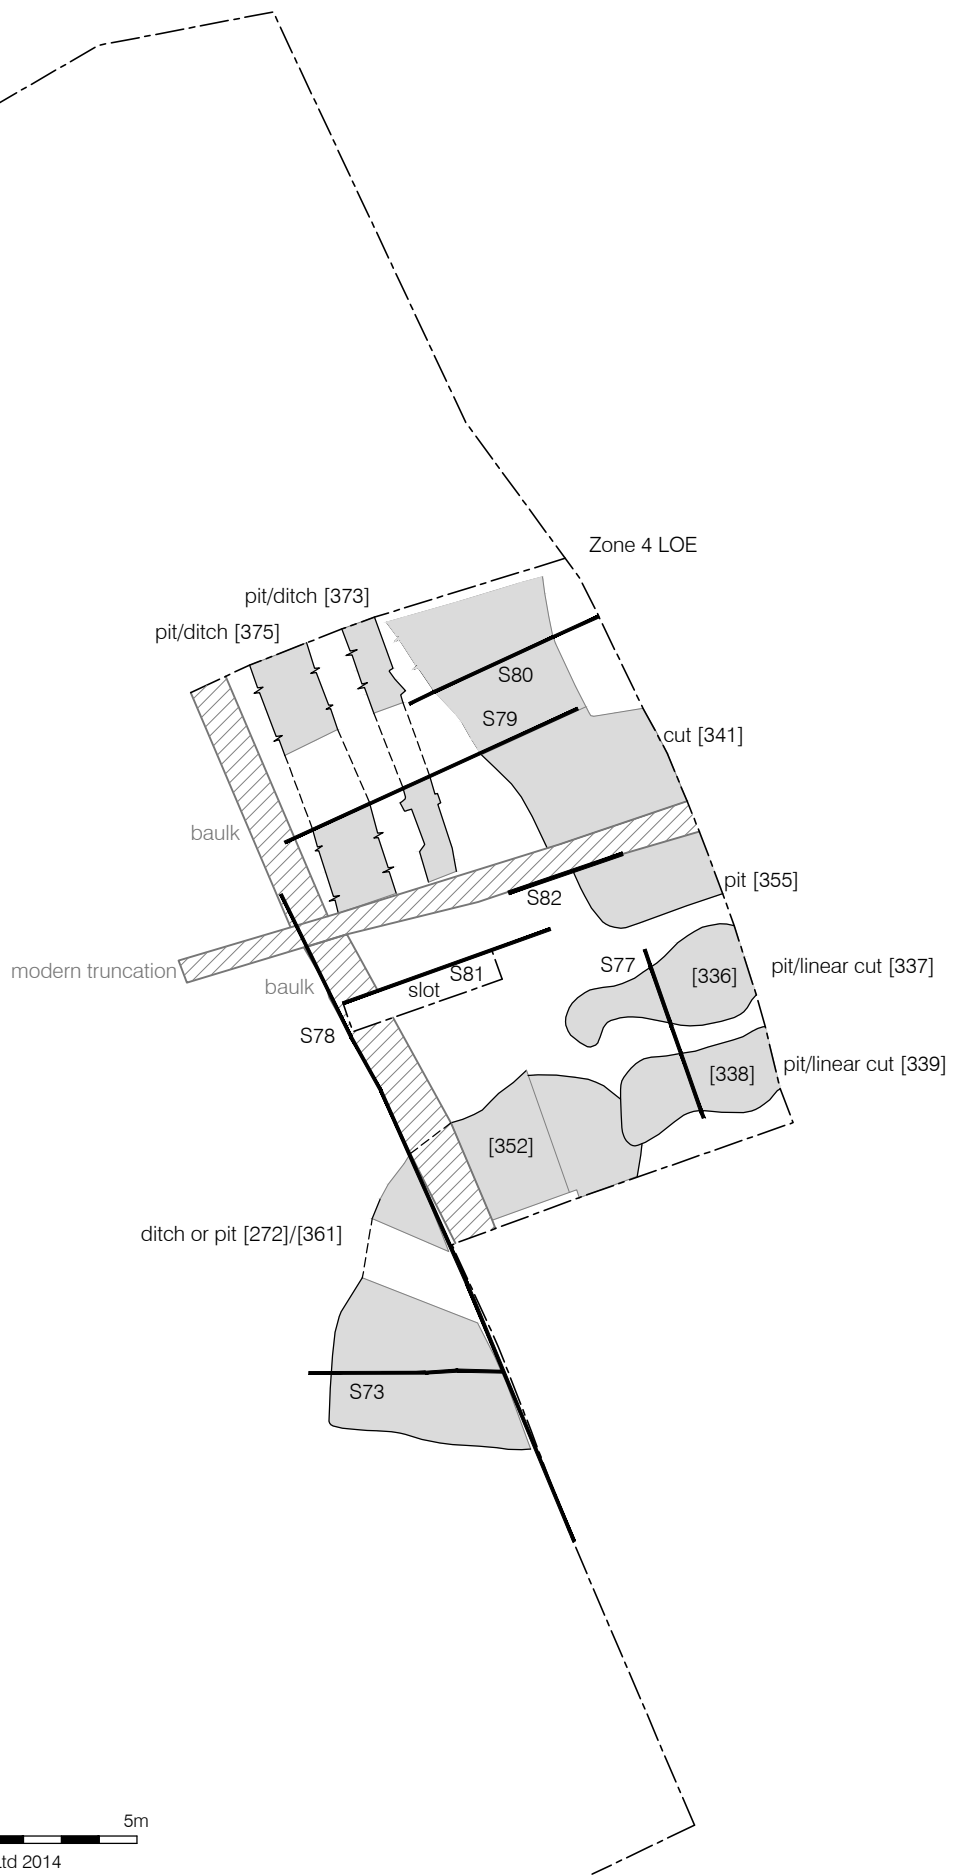 Zone 4 LOE
pit/ditch [373]
pit/ditch [375]
S80
S79
cut [341]
baulk
pit [355]
S82
S77
pit/linear cut [337]
modern truncation
S81
[336]
baulk
slot
S78
pit/linear cut [339]
[338]
[352]
ditch or pit [272]/[361]
S73
5m
td 2014